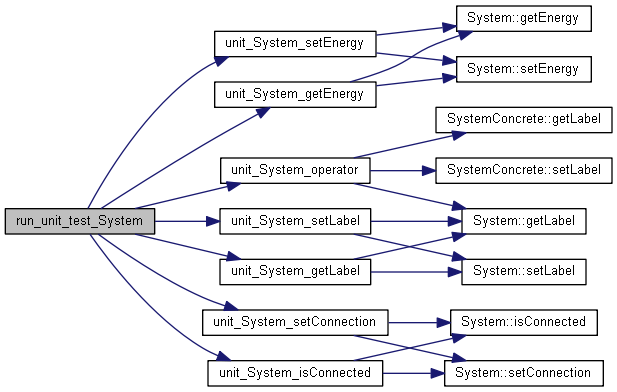 System::getEnergy
unit_System_setEnergy
System::setEnergy
unit_System_getEnergy
SystemConcrete::getLabel
unit_System_operator
SystemConcrete::setLabel
run_unit_test_System
unit_System_setLabel
System::getLabel
unit_System_getLabel
System::setLabel
unit_System_setConnection
System::isConnected
unit_System_isConnected
System::setConnection